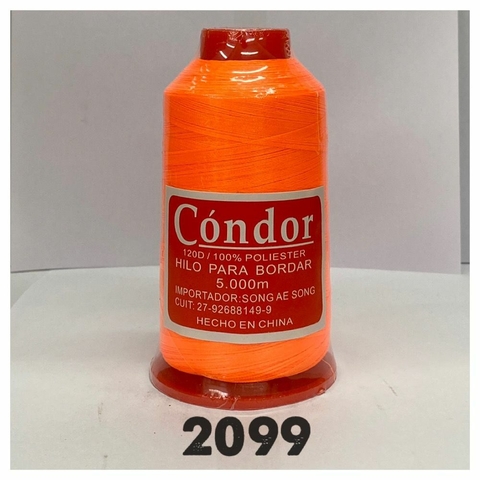 Cóndor
120D / 100% POLIESTER
HILO PARA BORDAR
5.000m
IMPORTADOR:SONG AE SONG
CUIT: 27-92688149-9
HECHO EN CHINA
2099